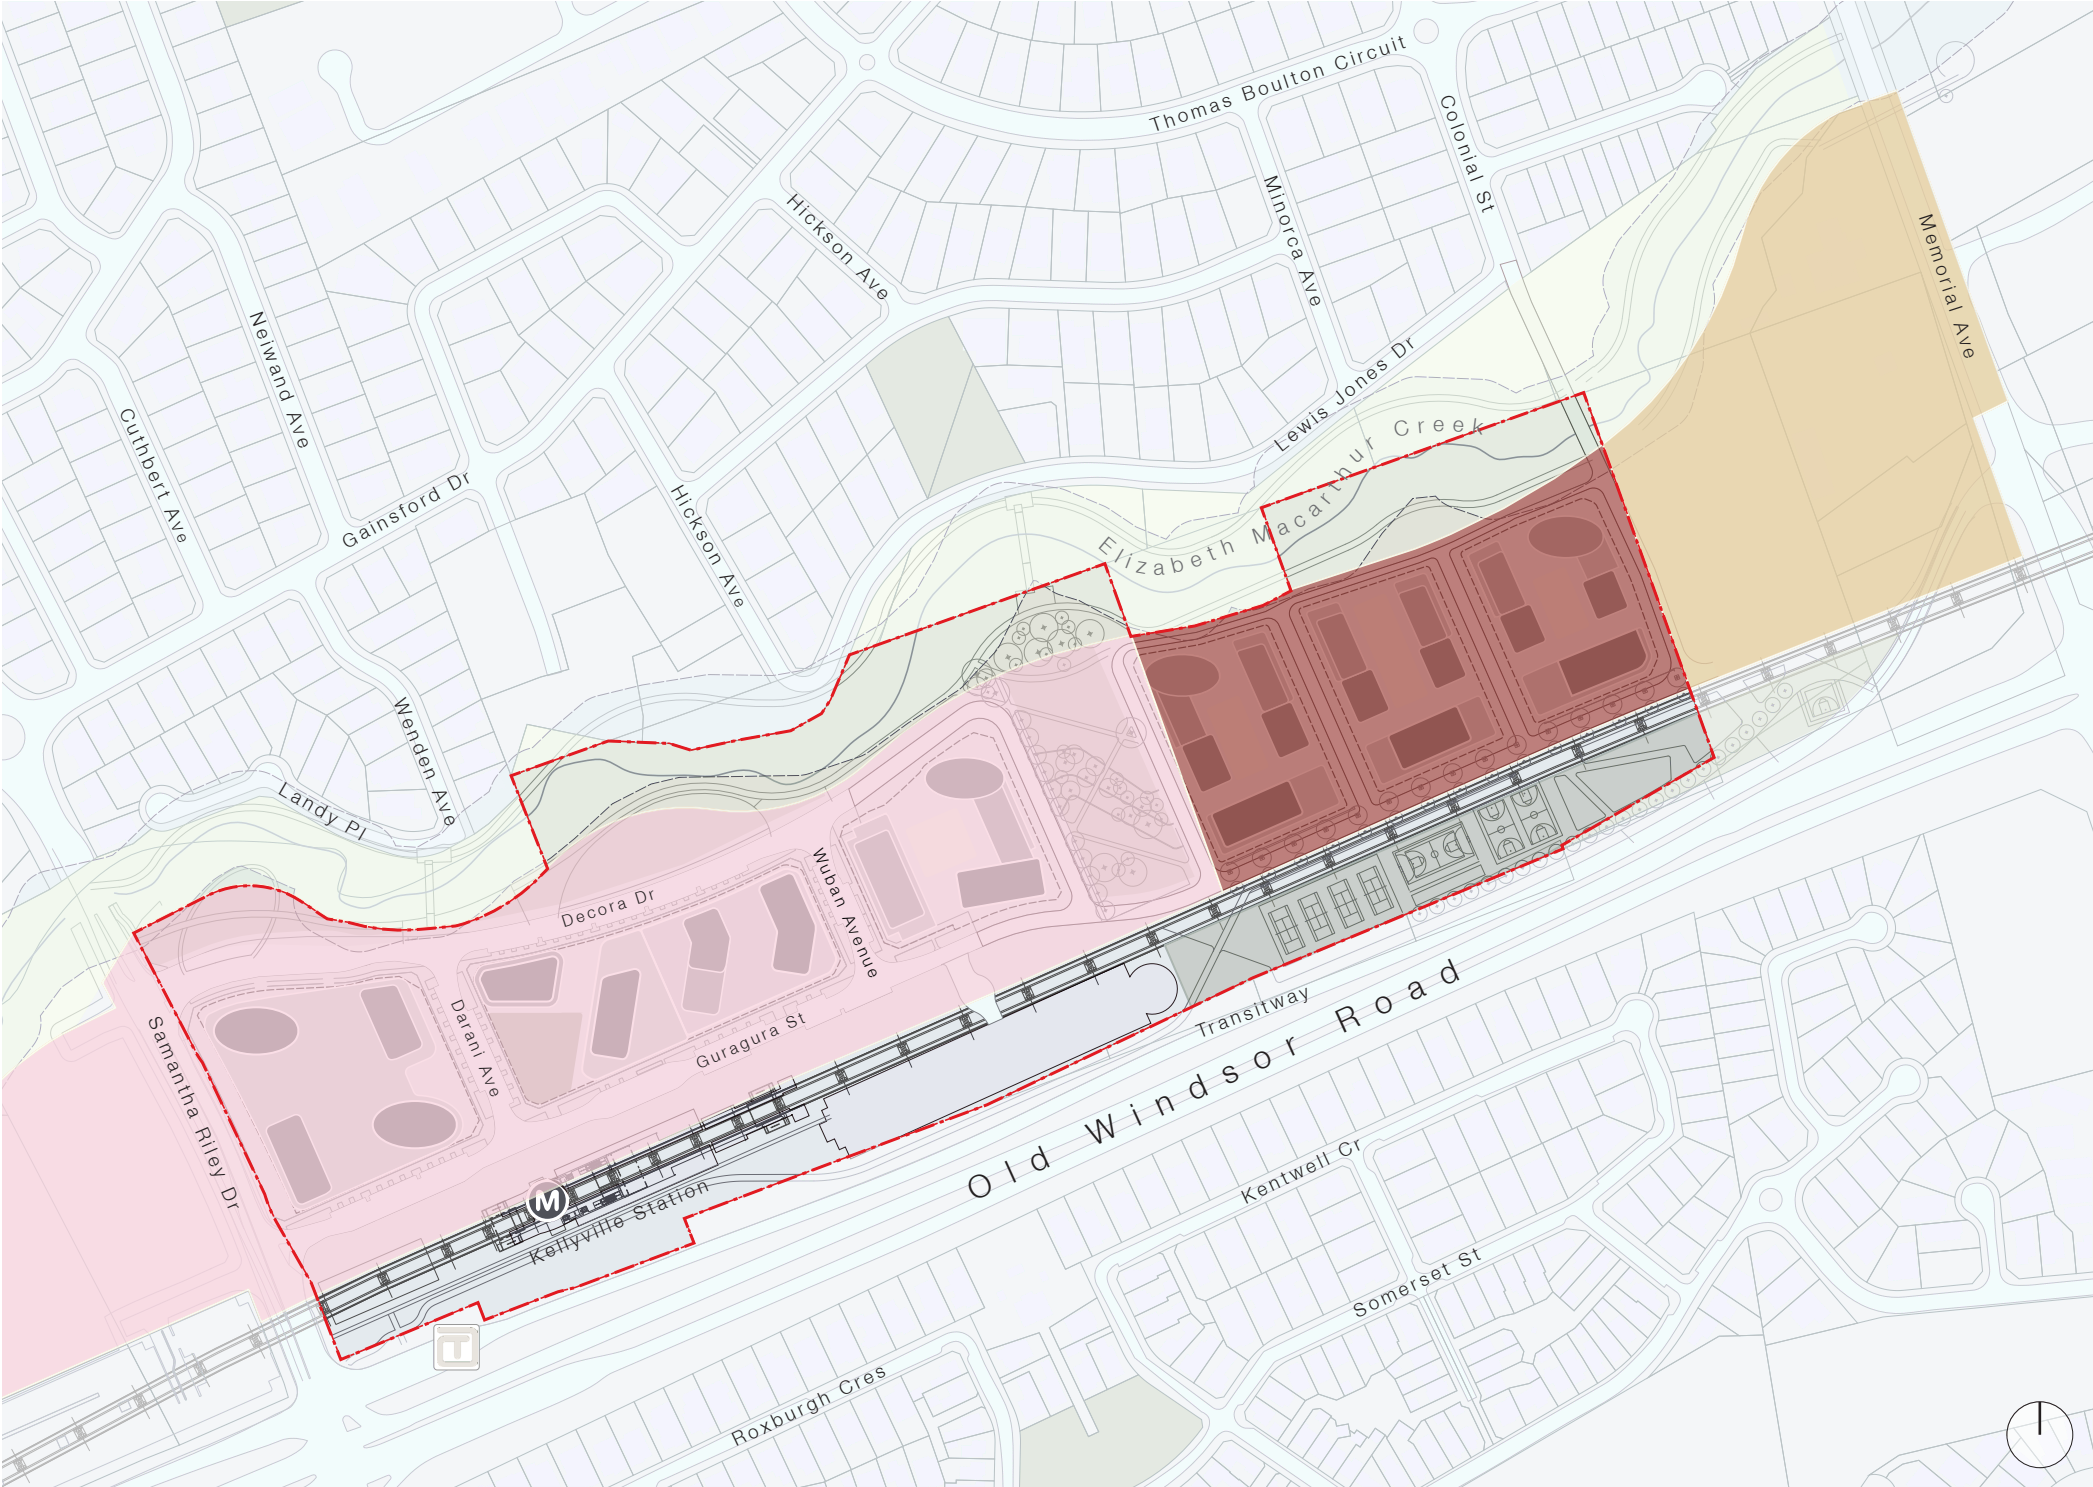 Thomas Boulton Circuit
Colonial St
Minorca Ave
Hickson Ave
Memorial Ave
Neiwand Ave
Cuthbert Ave
Gainsford Dr
Lewis Jones Dr
Hickson Ave
Elizabeth Macarthur Creek
Wenden Ave
Landy Pl
Decora Dr
Wuban Avenue
Darani Ave
Guragura St
Samantha Riley Dr
Transitway
Old Windsor Road
M
Kellyville Station
T
Kentwell Cr
Somerset St
Roxburgh Cres